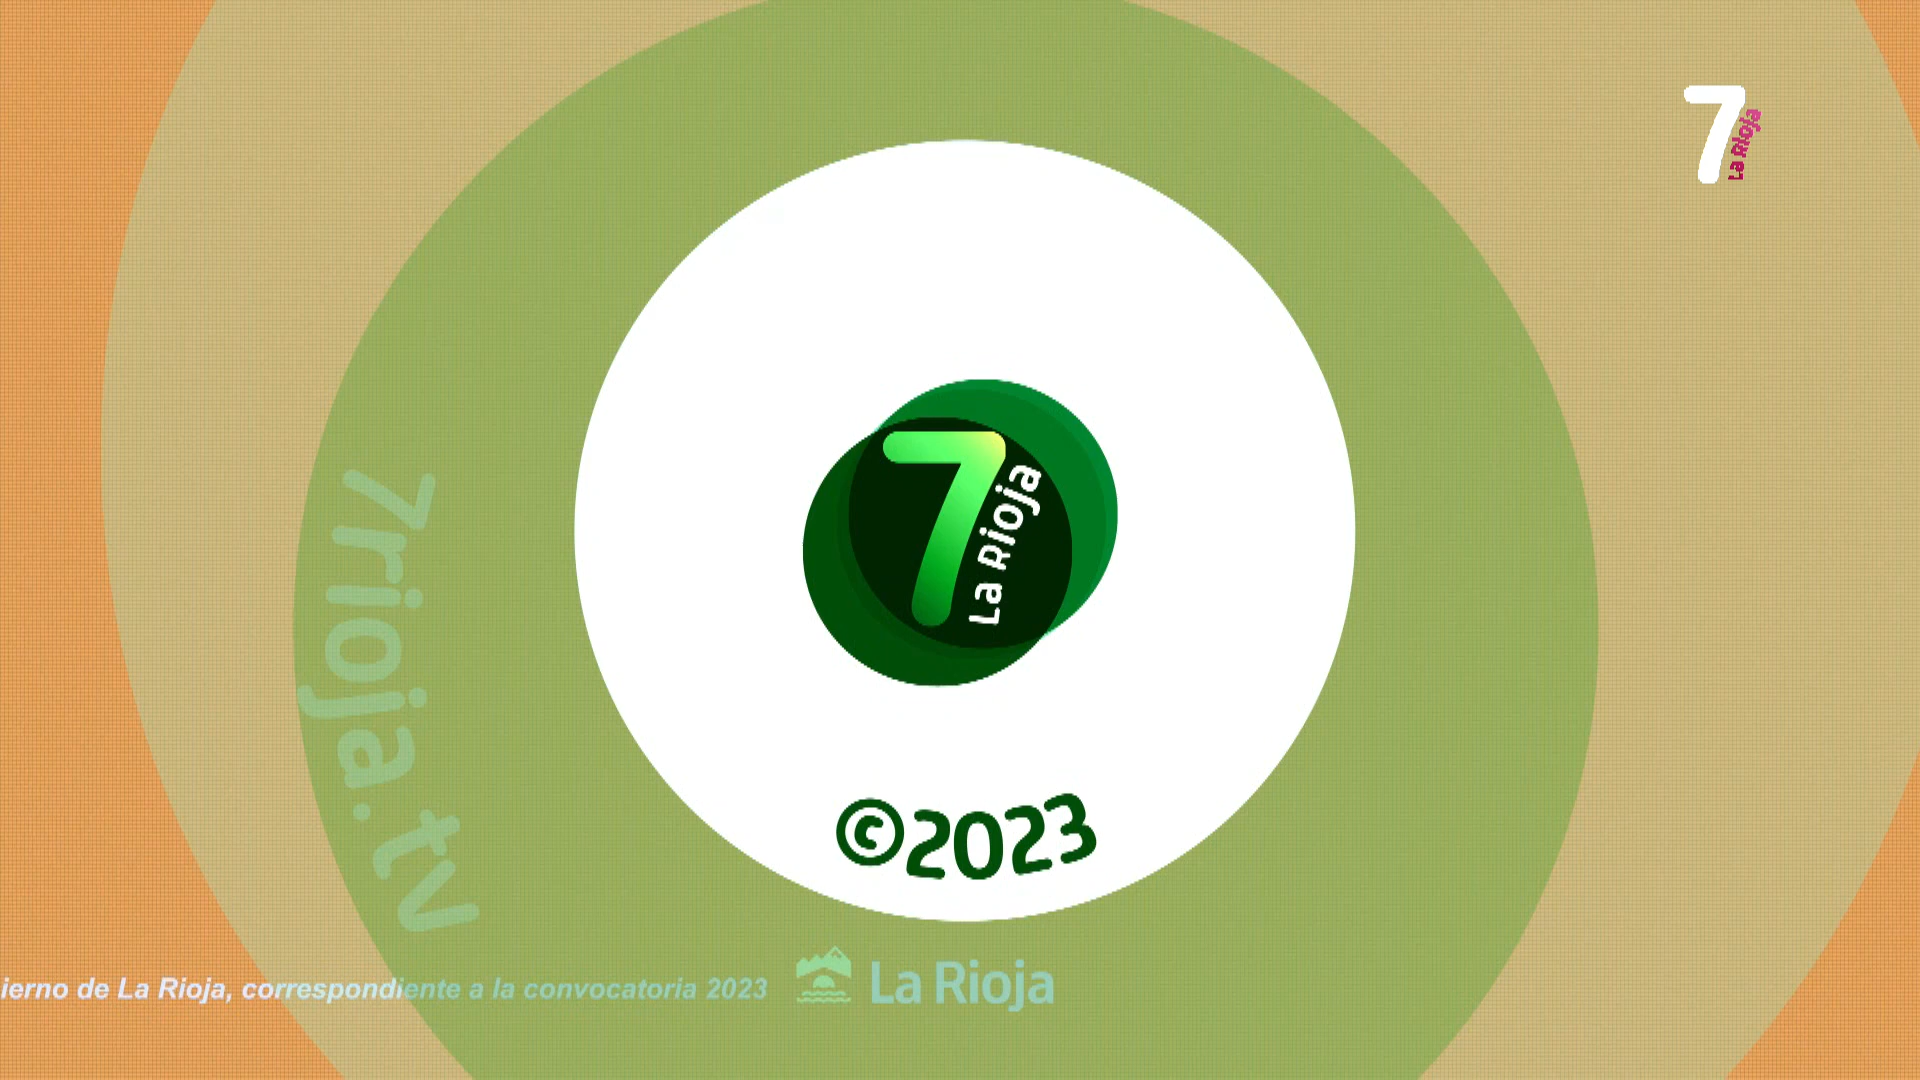 7
La Rioja
7
La Rioja
7rioja.tv
©2023
ierno de La Rioja, correspondiente a la convocatoria 2023
La Rioja